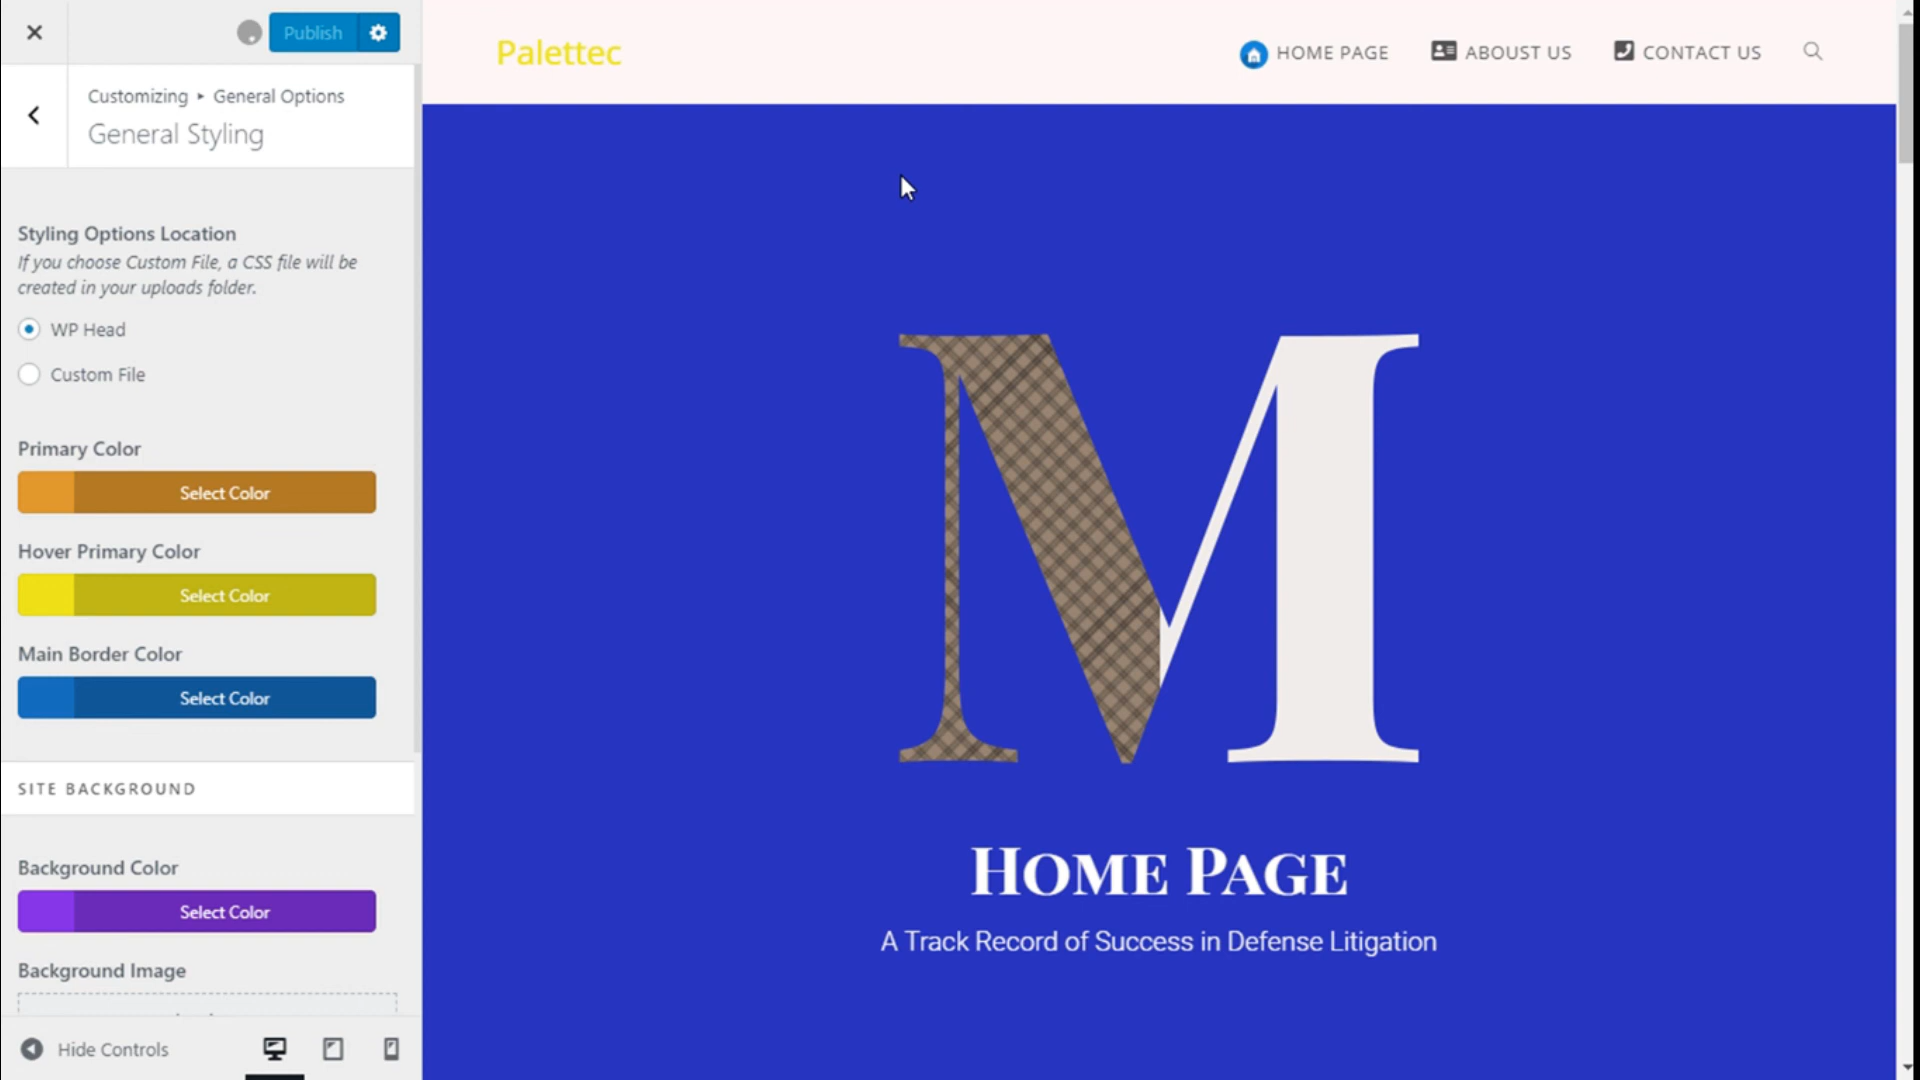 Publish
Customizing ▸ General Options
General Styling
Styling Options Location
If you choose Custom File, a CSS file will be
created in your uploads folder.
WP Head
Custom File
Primary Color
Select Color
Hover Primary Color
Select Color
Main Border Color
Select Color
SITE BACKGROUND
Background Color
Select Color
Background Image
Hide Controls
Palettec
HOME PAGE
ABOUST US
CONTACT US
M
HOME PAGE
A Track Record of Success in Defense Litigation